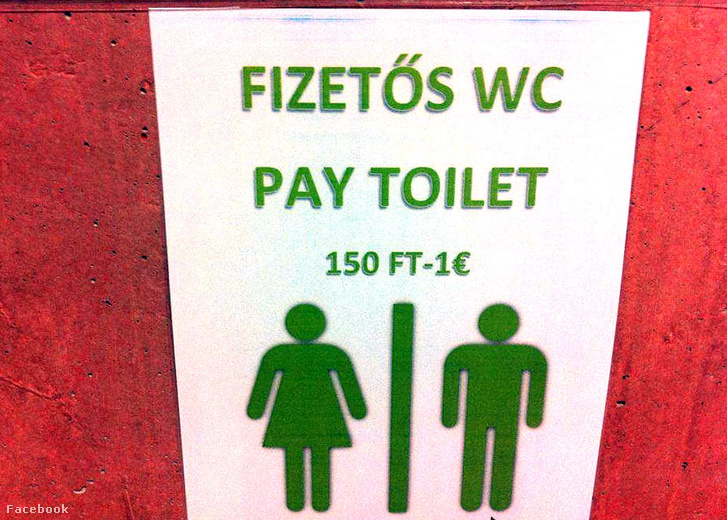 FIZETŐS WC
PAY TOILET
150 FT-1€
Facebook